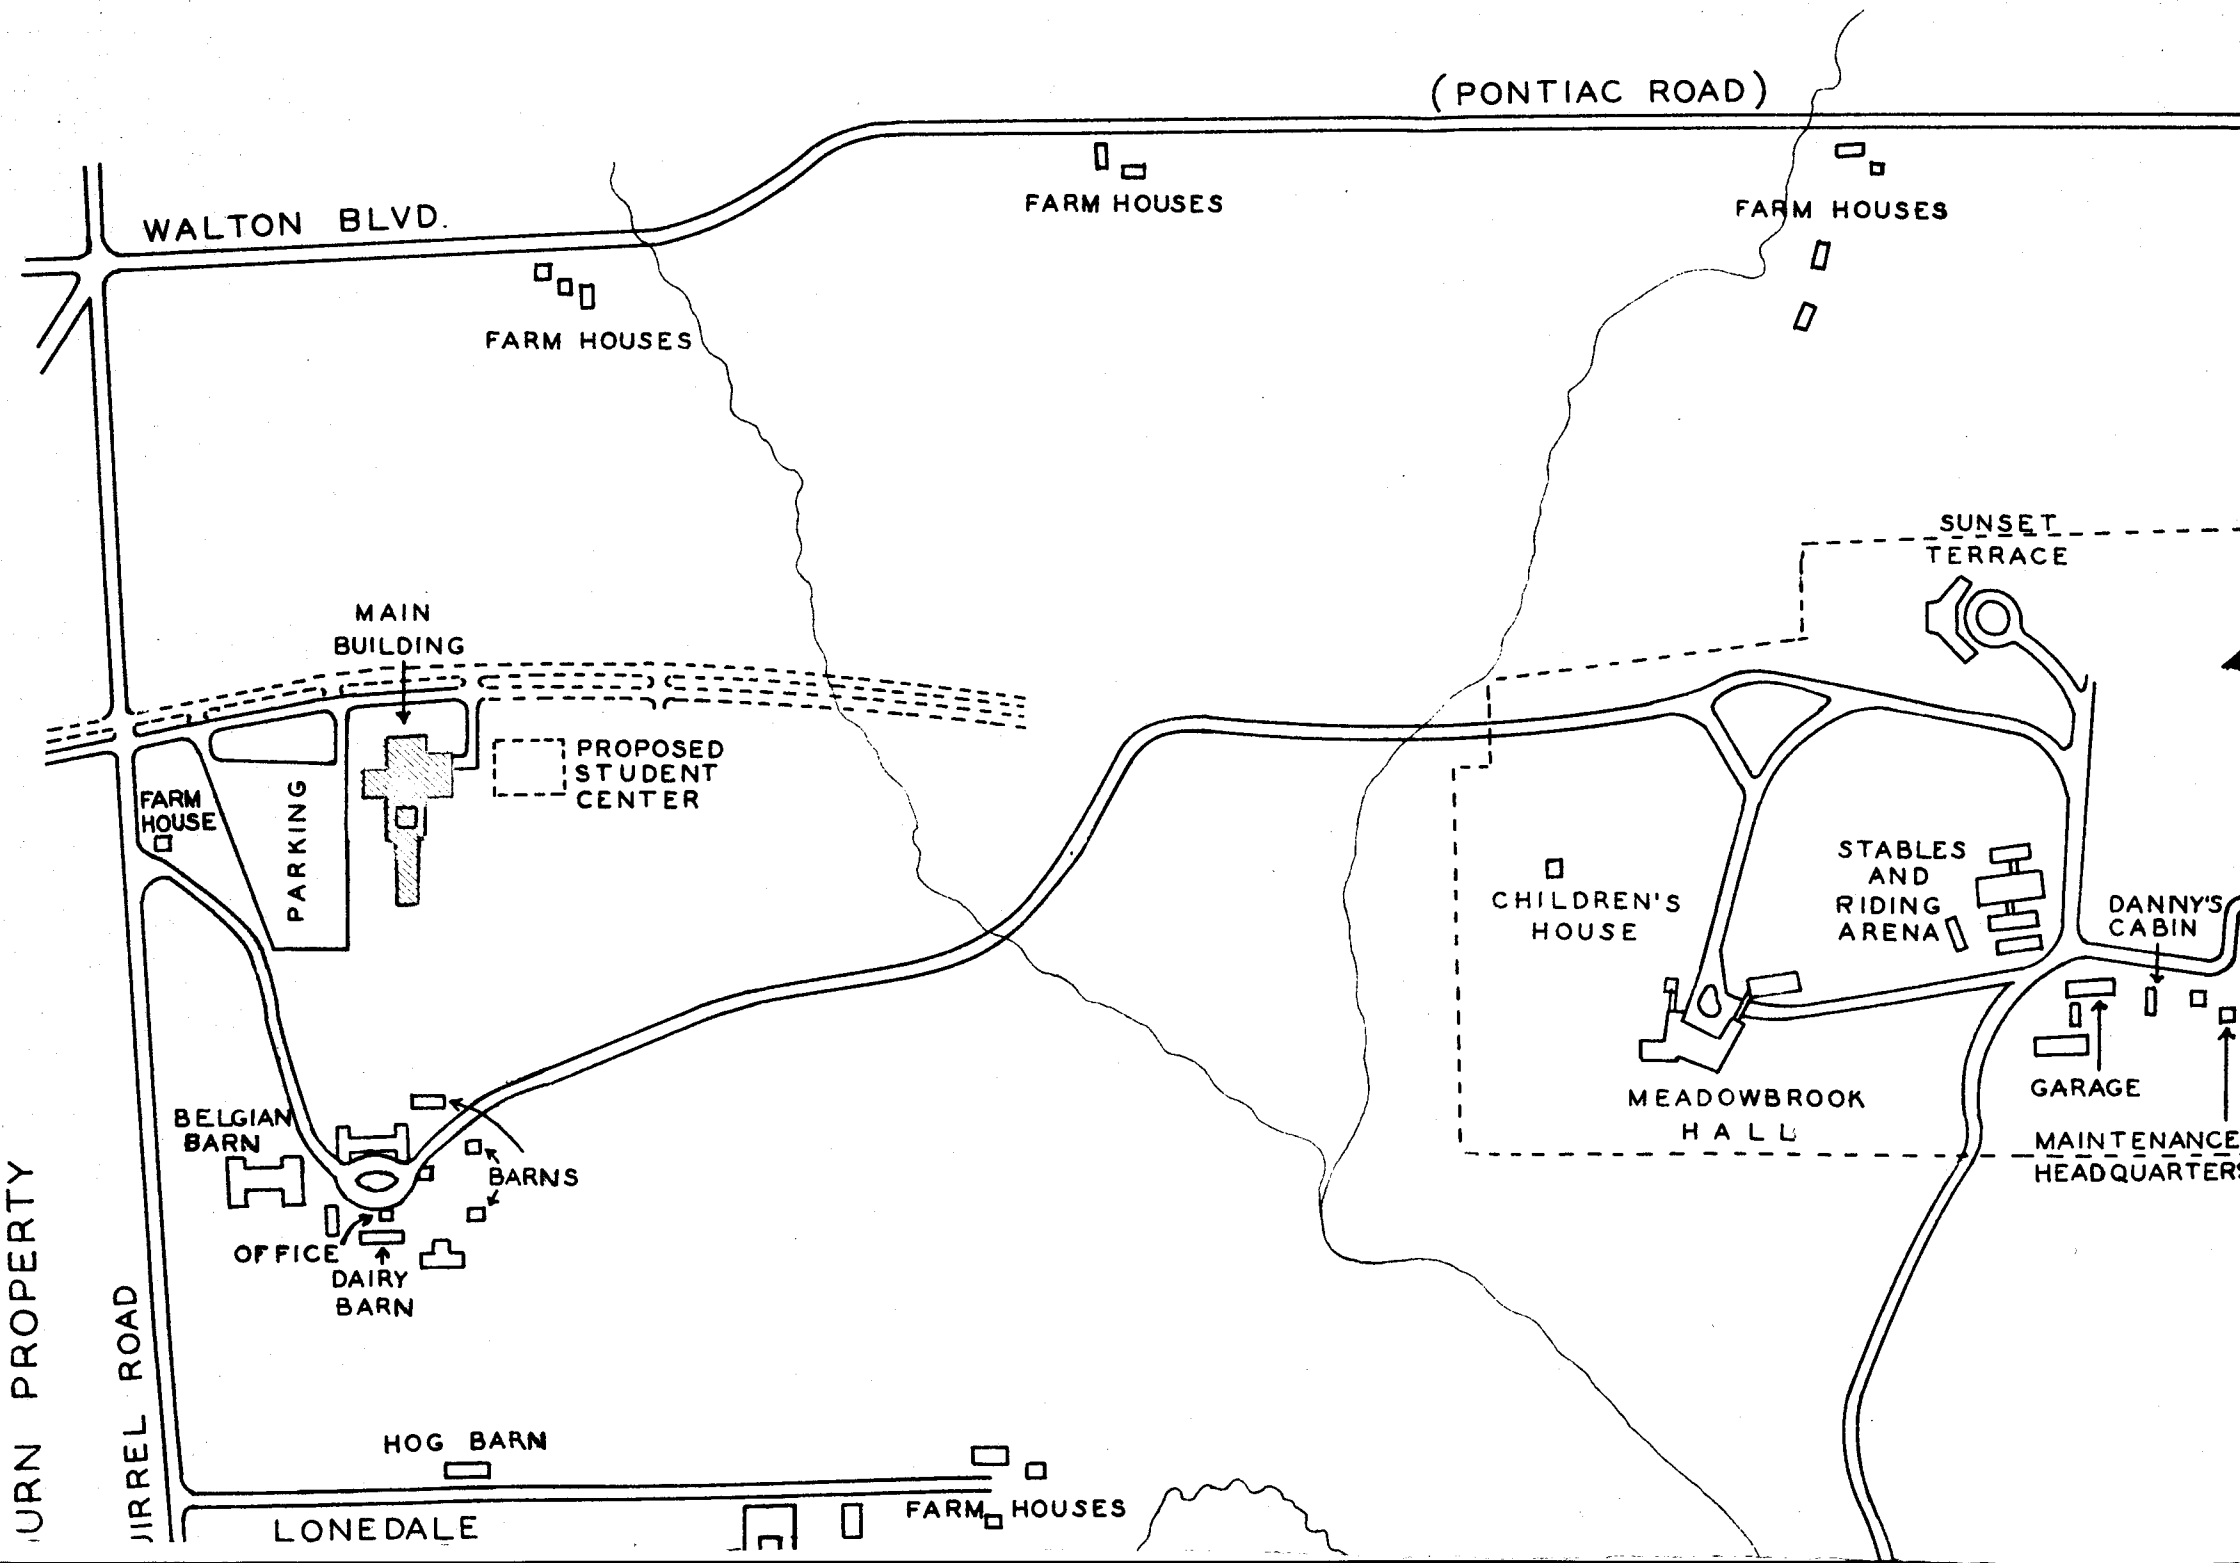 (PONTIAC ROAD)
WALTON BLVD.
FARM HOUSES
FARM HOUSES
FARM HOUSES
SUNSET
TERRACE
MAIN
BUILDING
PROPOSED
STUDENT
CENTER
FARM
HOUSE
PARKING
STABLES
AND
RIDING
ARENA
CHILDREN'S
HOUSE
DANNY'S
CABIN
GARAGE
MEADOWBROOK
HALL
MAINTENANCE
HEADQUARTERS
BELGIAN
BARN
BARNS
OFFICE
DAIRY
BARN
URN PROPERTY
UIRREL ROAD
HOG BARN
FARM HOUSES
LONEDALE